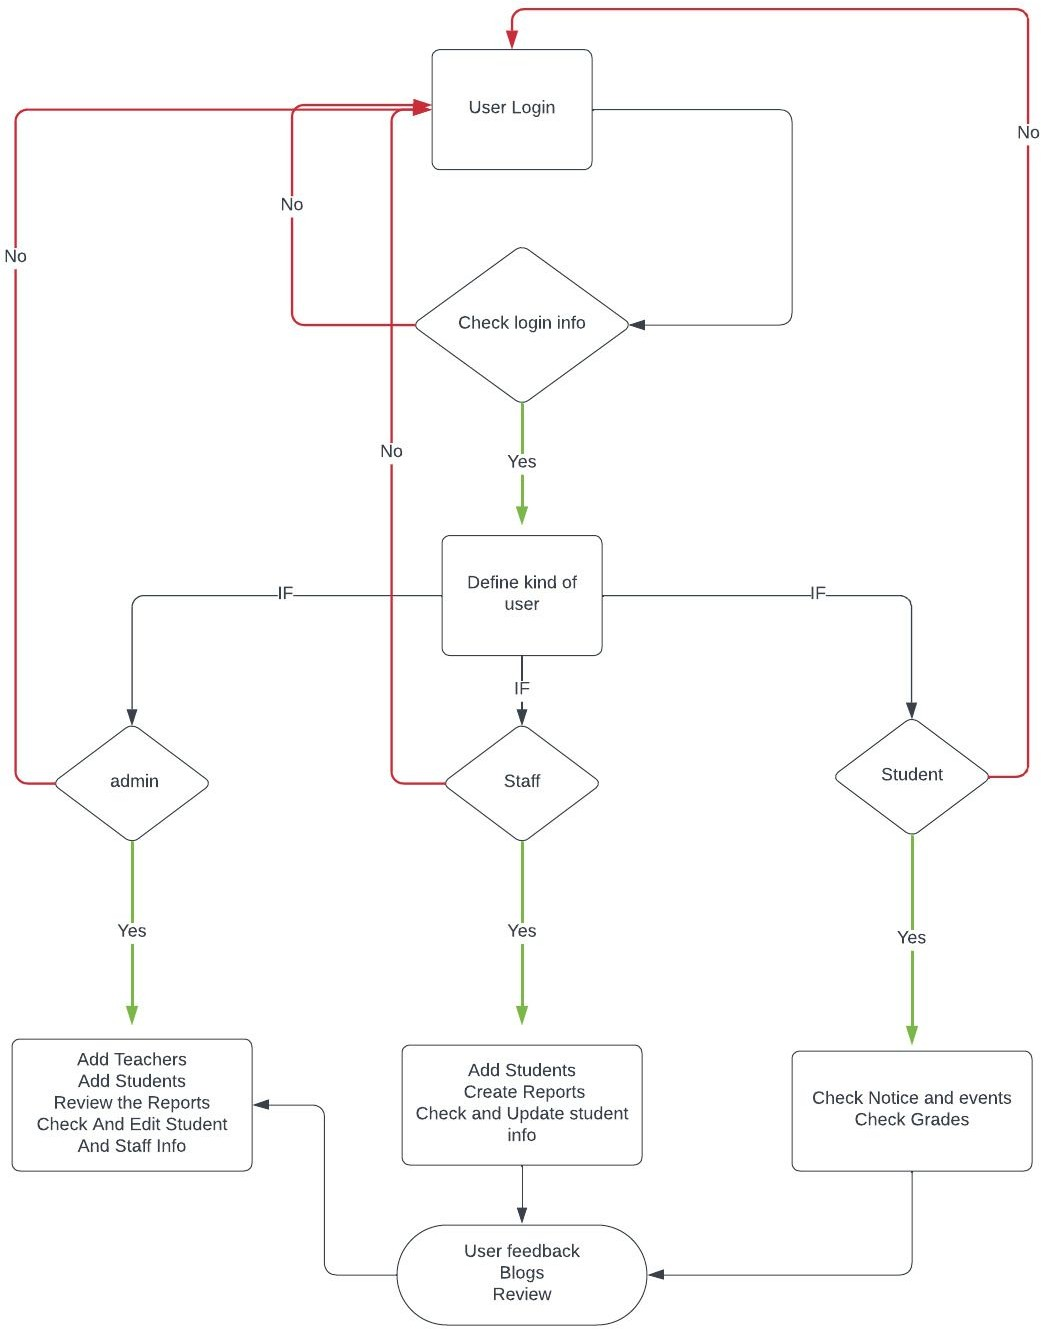 User Login
No
No
No
Check login info
No
Yes
Define kind of
user
IF
IF
IF
admin
Staff
Student
Yes
Yes
Yes
Add Teachers
Add Students
Review the Reports
Check And Edit Student
And Staff Info
Add Students
Create Reports
Check and Update student
info
Check Notice and events
Check Grades
User feedback
Blogs
Review